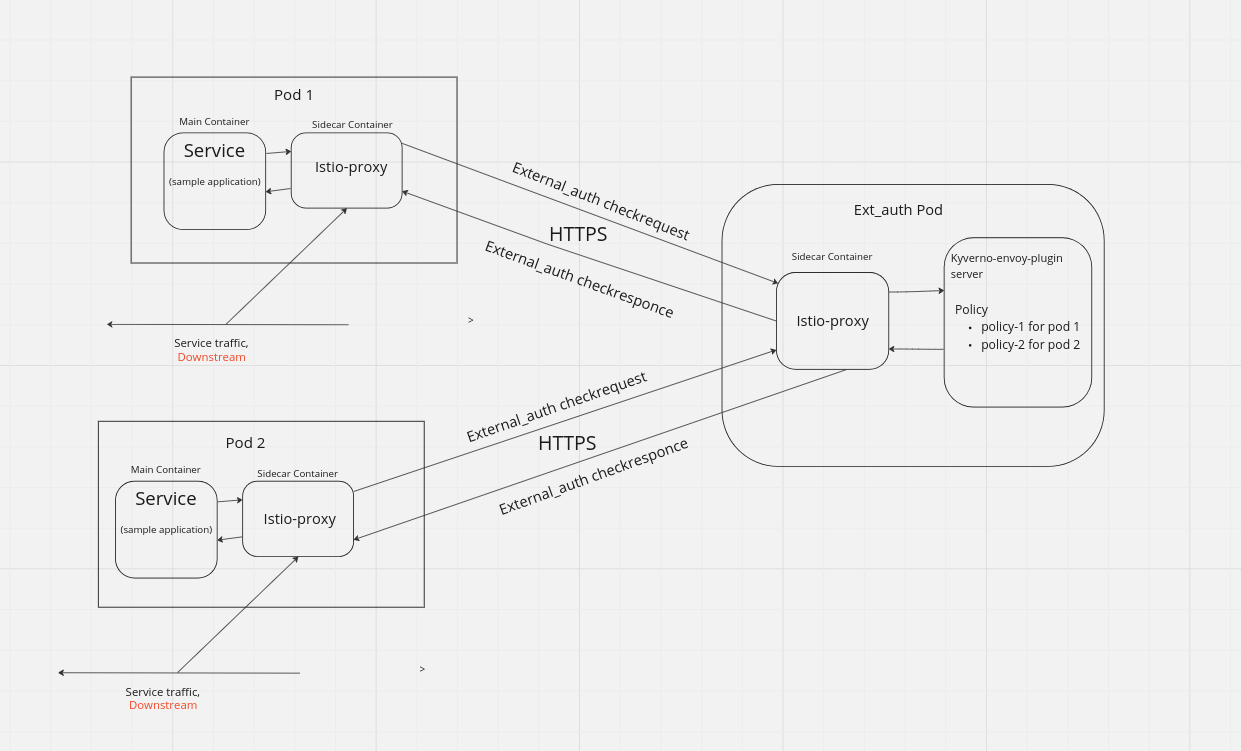 Pod 1
Main Container
Sidecar Container
Service
(sample application)
Istio-proxy
External_auth checkrequest
HTTPS
External_auth checkresponce
Service traffic,
Downstream
>
Ext_auth Pod
Sidecar Container
Istio-proxy
Kyverno-envoy-plugin
server
Policy
• policy-1 for pod 1
• policy-2 for pod 2
External_auth checkrequest
HTTPS
External_auth checkresponce
Pod 2
Main Container
Sidecar Container
Service
(sample application)
Istio-proxy
Service traffic,
Downstream
>